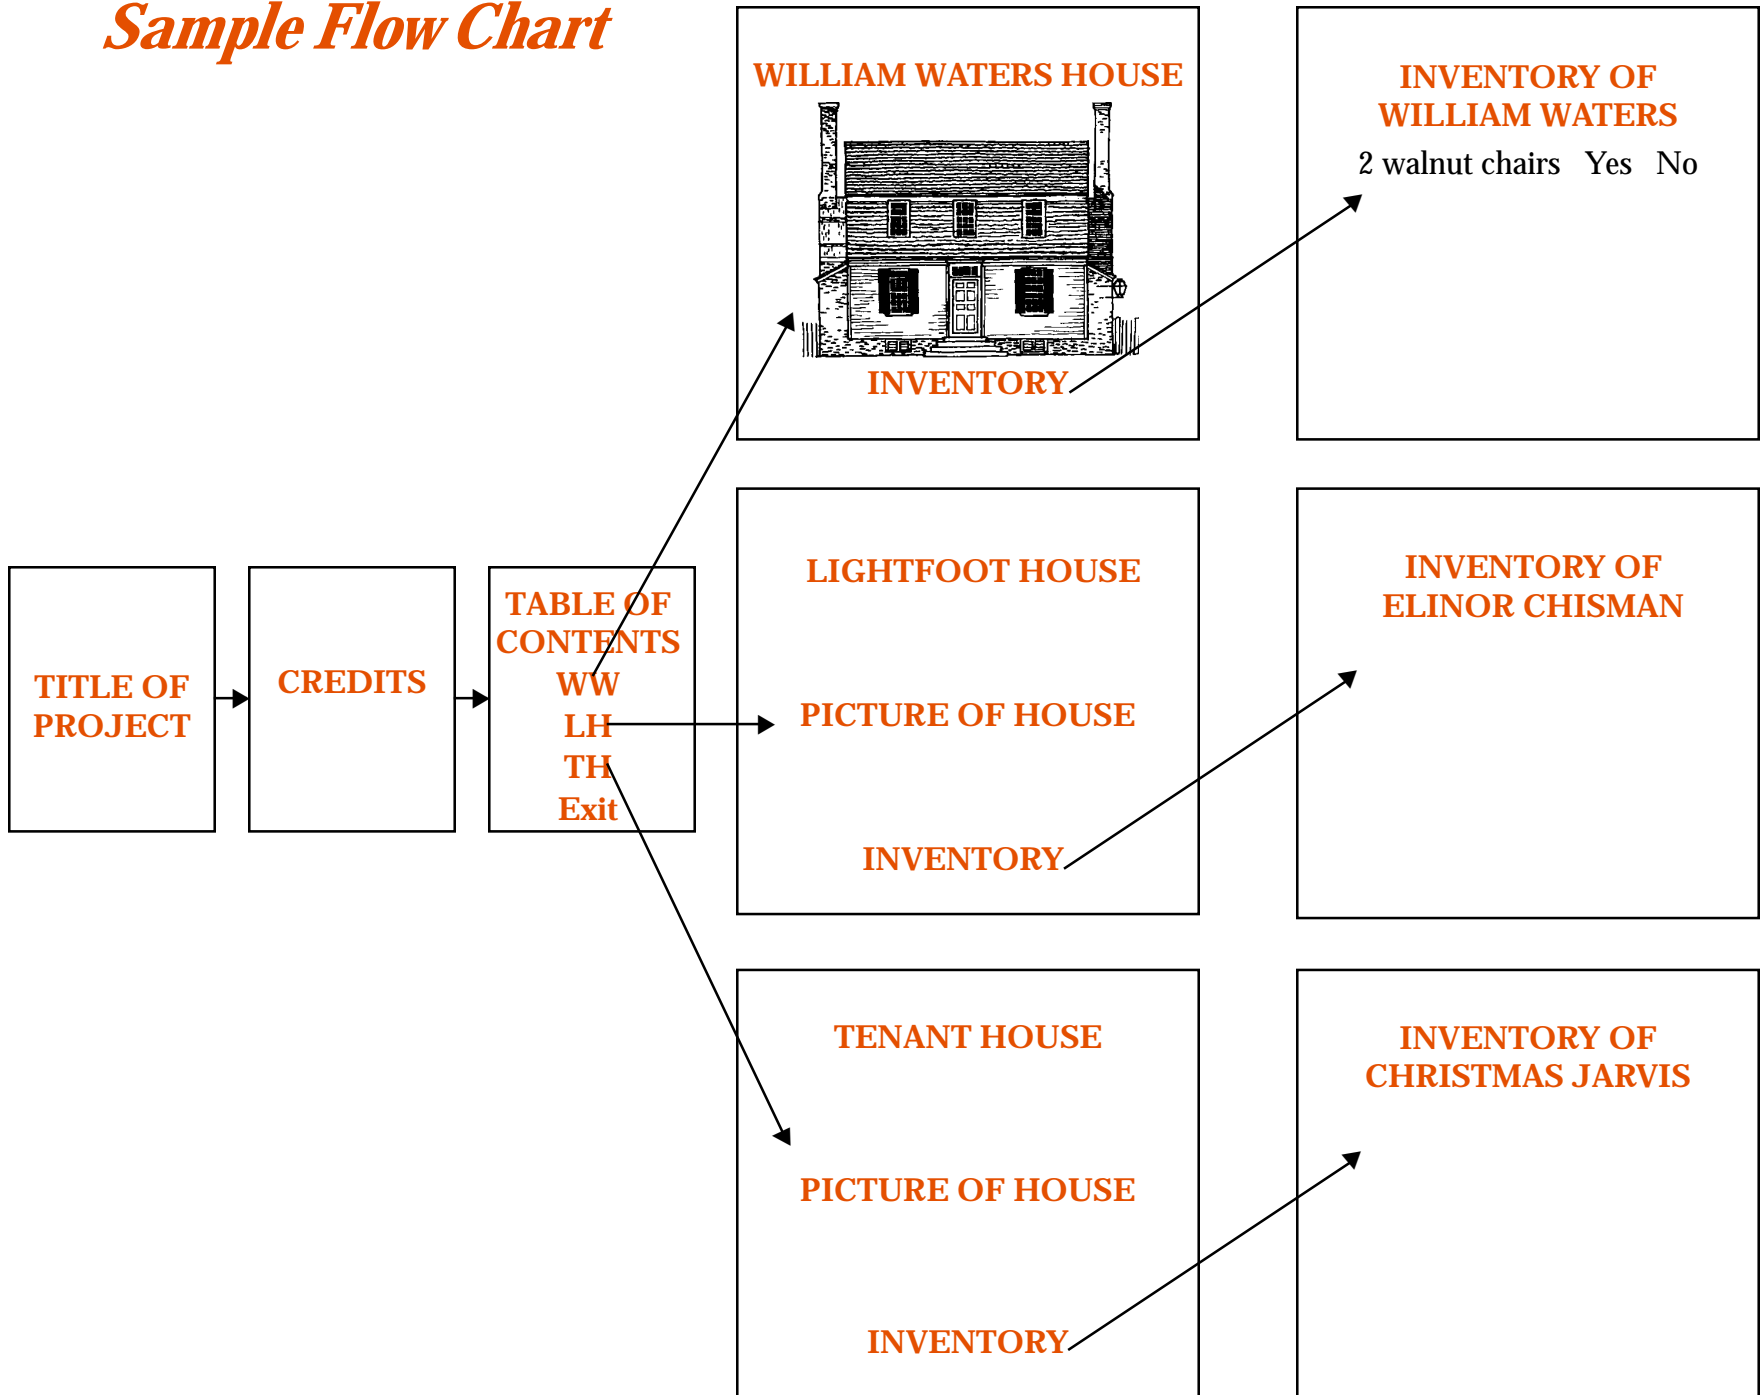 Sample Flow Chart
TITLE OF
PROJECT
CREDITS
TABLE OF
CONTENTS
WW
LH
TH
Exit
WILLIAM WATERS HOUSE
INVENTORY
INVENTORY OF
WILLIAM WATERS
2 walnut chairs Yes No
LIGHTFOOT HOUSE
PICTURE OF HOUSE
INVENTORY
INVENTORY OF
ELINOR CHISMAN
TENANT HOUSE
PICTURE OF HOUSE
INVENTORY
INVENTORY OF
CHRISTMAS JARVIS